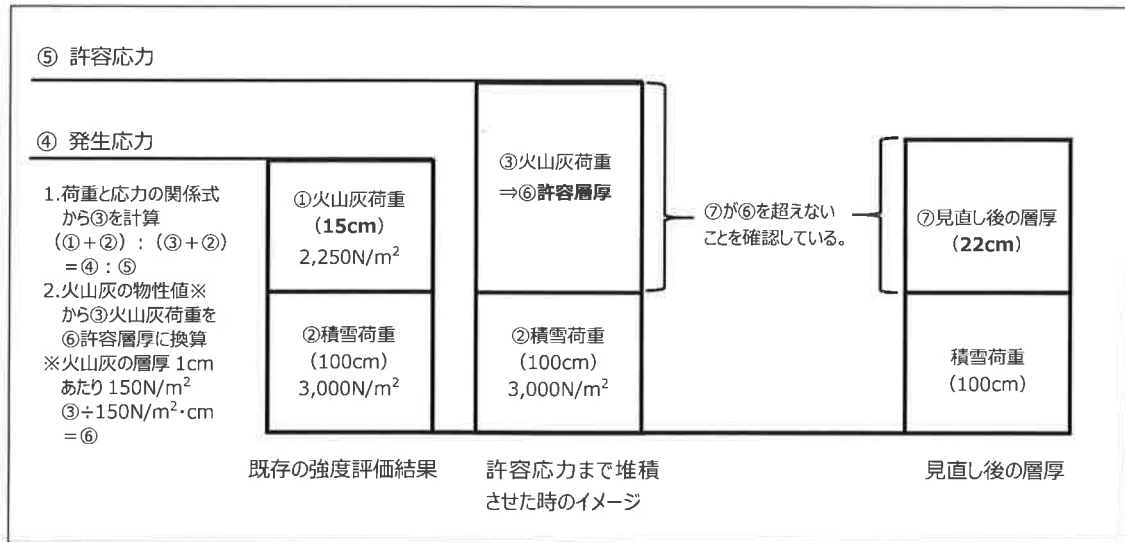 ⑤ 許容応力
④ 発生応力
1.荷重と応力の関係式
から③を計算
(①+②):(③+②)
=④:⑤
2.火山灰の物性値※
から③火山灰荷重を
⑥許容層厚に換算
※火山灰の層厚 1cm
あたり 150N/m²
③÷150N/m²・cm
=⑥
①火山灰荷重
(15cm)
2,250N/m²
②積雪荷重
(100cm)
3,000N/m²
既存の強度評価結果
③火山灰荷重
⇒⑥許容層厚
②積雪荷重
(100cm)
3,000N/m²
許容応力まで堆積
させた時のイメージ
⑦が⑥を超えない
ことを確認している。
⑦見直し後の層厚
(22cm)
積雪荷重
(100cm)
見直し後の層厚